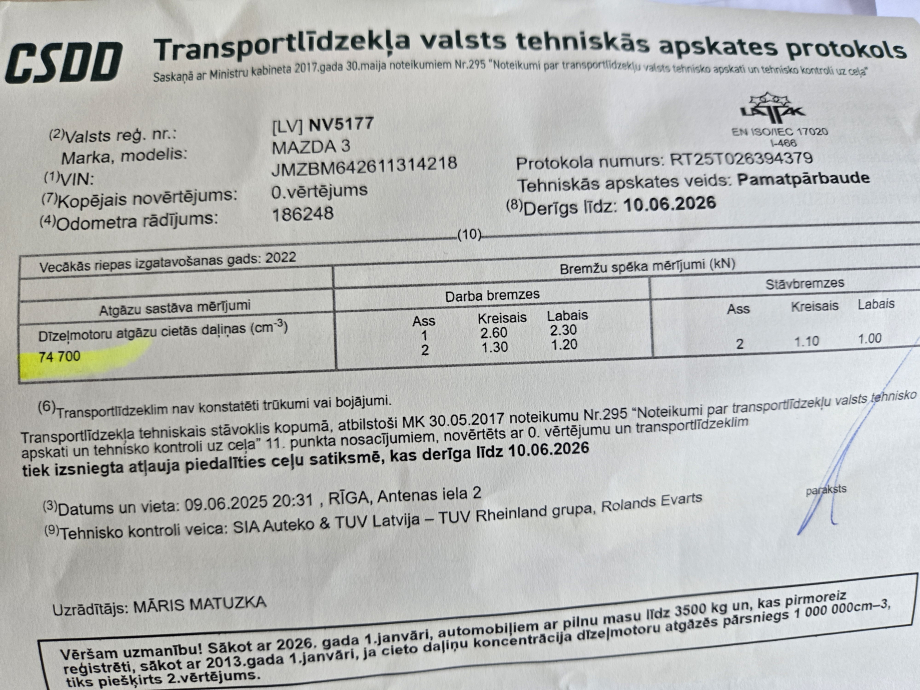 CSDD
Transportlīdzekļa valsts tehniskās apskates protokols
Saskaņā ar Ministru kabineta 2017.gada 30.maija noteikumiem Nr.295 "Noteikumi par transportlīdzekļu valsts tehnisko apskati un tehnisko kontroli uz ceļa"
LATAK
EN ISO/IEC 17020
I-466
(2)Valsts reģ. nr.: [LV] NV5177
Marka, modelis: MAZDA 3
(1)VIN: JMZBM642611314218
(7)Kopējais novērtējums: 0.vērtējums
(4)Odometra rādījums: 186248
Protokola numurs: RT25T026394379
Tehniskās apskates veids: Pamatpārbaude
(8)Derīgs līdz: 10.06.2026
(10)
Vecākās riepas izgatavošanas gads: 2022
Bremžu spēka mērījumi (kN)
Atgāzu sastāva mērījumi
Darba bremzes
Stāvbremzes
Dīzeļmotoru atgāzu cietās daļiņas (cm-3)
74 700
Ass Kreisais Labais
1 2.60 2.30
2 1.30 1.20
Ass Kreisais Labais
2 1.10 1.00
(6)Transportlīdzeklim nav konstatēti trūkumi vai bojājumi.
Transportlīdzekļa tehniskais stāvoklis kopumā, atbilstoši MK 30.05.2017 noteikumu Nr.295 "Noteikumi par transportlīdzekļu valsts tehnisko
apskati un tehnisko kontroli uz ceļa" 11. punkta nosacījumiem, novērtēts ar 0. vērtējumu un transportlīdzeklim
tiek izsniegta atļauja piedalīties ceļu satiksmē, kas derīga līdz 10.06.2026
(3)Datums un vieta: 09.06.2025 20:31 , RĪGA, Antenas iela 2
paraksts
(9)Tehnisko kontroli veica: SIA Auteko & TUV Latvija – TUV Rheinland grupa, Rolands Evarts
Uzrādītājs: MĀRIS MATUZKA
Vēršam uzmanību! Sākot ar 2026. gada 1.janvāri, automobiļiem ar pilnu masu līdz 3500 kg un, kas pirmoreiz
reģistrēti, sākot ar 2013.gada 1.janvāri, ja cieto daļiņu koncentrācija dīzeļmotoru atgāzēs pārsniegs 1 000 000cm–3,
tiks piešķirts 2.vērtējums.